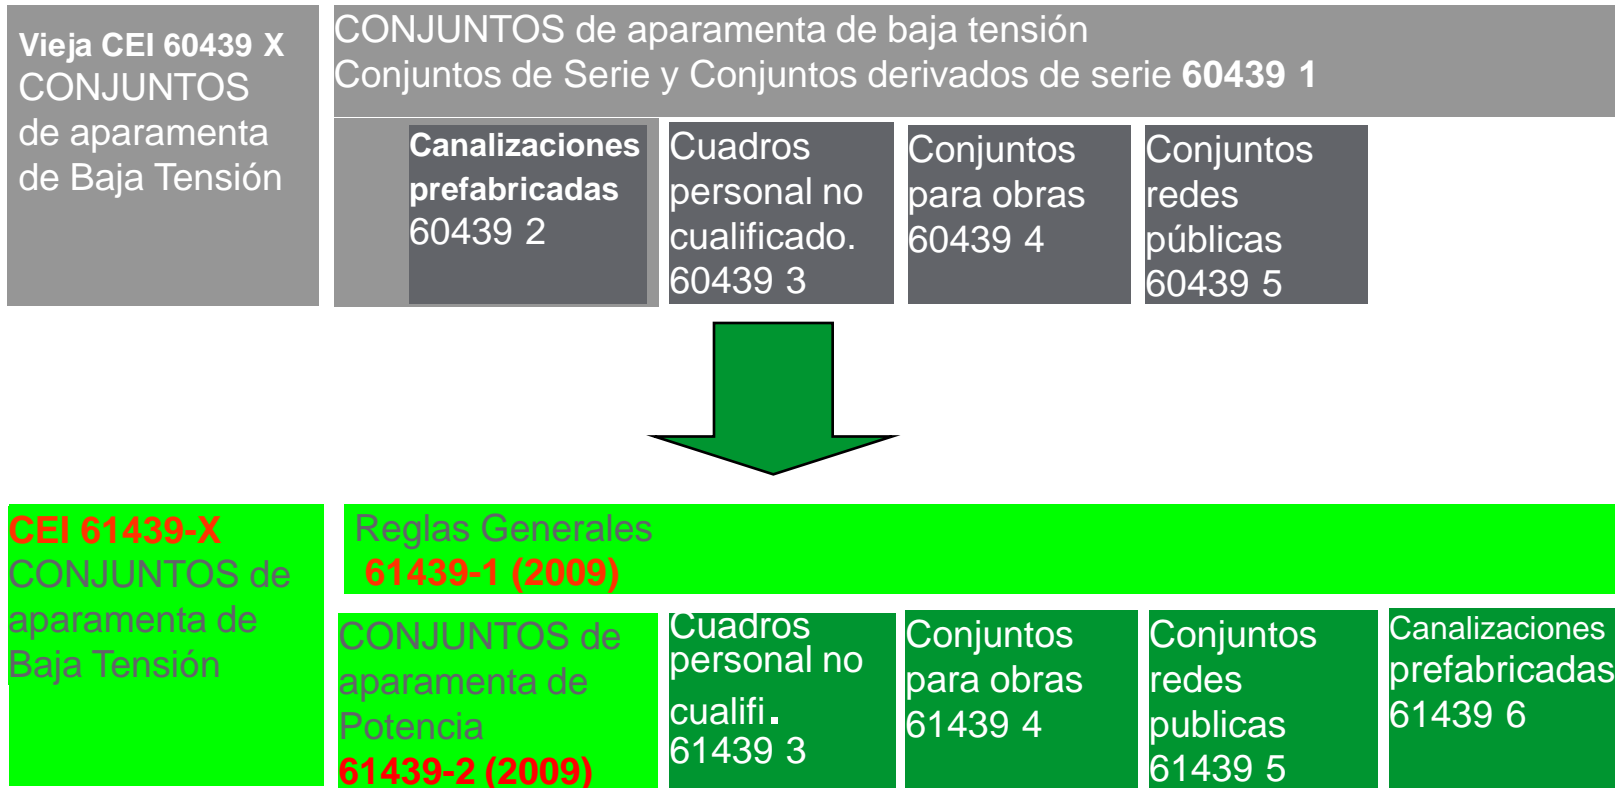 Vieja CEI 60439 X
CONJUNTOS
de aparamenta
de Baja Tensión
CONJUNTOS de aparamenta de baja tensión
Conjuntos de Serie y Conjuntos derivados de serie 60439 1
Canalizaciones
prefabricadas
60439 2
Cuadros
personal no
cualificado.
60439 3
Conjuntos
para obras
60439 4
Conjuntos
redes
públicas
60439 5
CEI 61439-X
CONJUNTOS de
aparamenta de
Baja Tensión
Reglas Generales
61439-1 (2009)
CONJUNTOS de
aparamenta de
Potencia
61439-2 (2009)
Cuadros
personal no
cualifi.
61439 3
Conjuntos
para obras
61439 4
Conjuntos
redes
publicas
61439 5
Canalizaciones
prefabricadas
61439 6